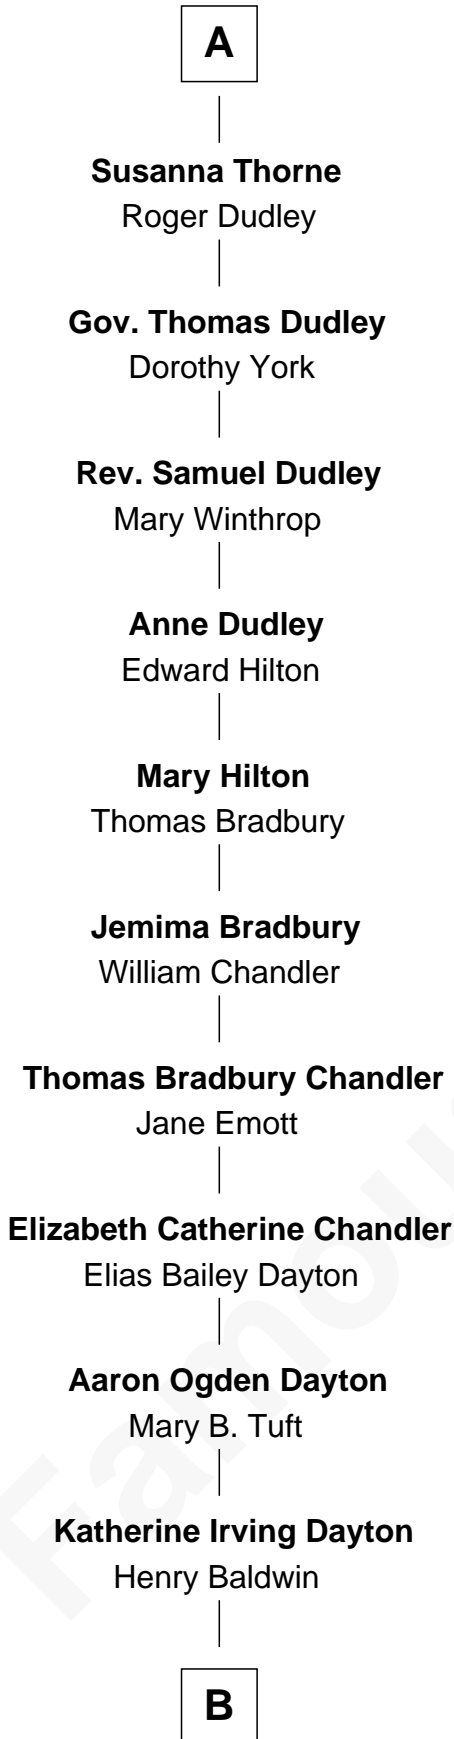 A
Susanna Thorne
Roger Dudley
Gov. Thomas Dudley
Dorothy York
Rev. Samuel Dudley
Mary Winthrop
Anne Dudley
Edward Hilton
Mary Hilton
Thomas Bradbury
Jemima Bradbury
William Chandler
Thomas Bradbury Chandler
Jane Emott
Elizabeth Catherine Chandler
Elias Bailey Dayton
Aaron Ogden Dayton
Mary B. Tuft
Katherine Irving Dayton
Henry Baldwin
B
Famou